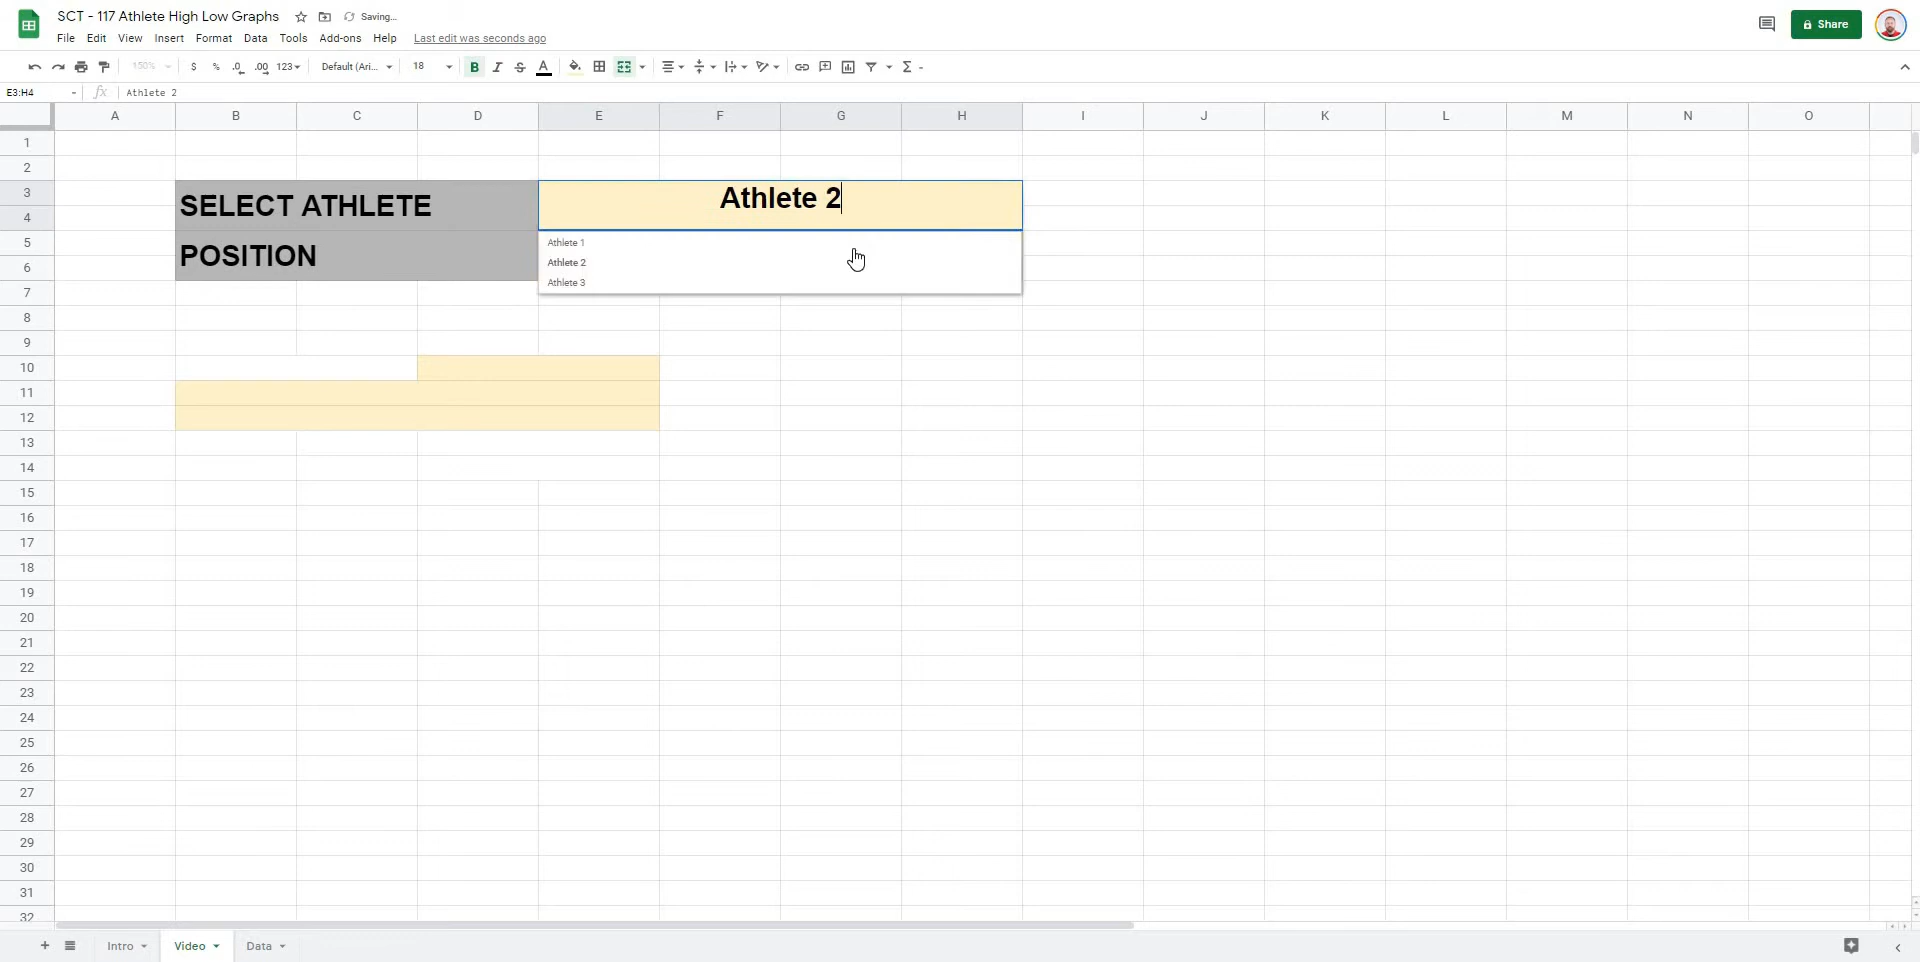 SCT - 117 Athlete High Low Graphs Saving...
File Edit View Insert Format Data Tools Add-ons Help Last edit was seconds ago
Share
150% $ % .0 .00 123 Default (Ari... 18 B I S A
E3:H4 fx Athlete 2
A B C D E F G H I J K L M N O
1
2
3
SELECT ATHLETE Athlete 2
4
5 Athlete 1
POSITION
6 Athlete 2
Athlete 3
7
8
9
10
11
12
13
14
15
16
17
18
19
20
21
22
23
24
25
26
27
28
29
30
31
32
Intro Video Data